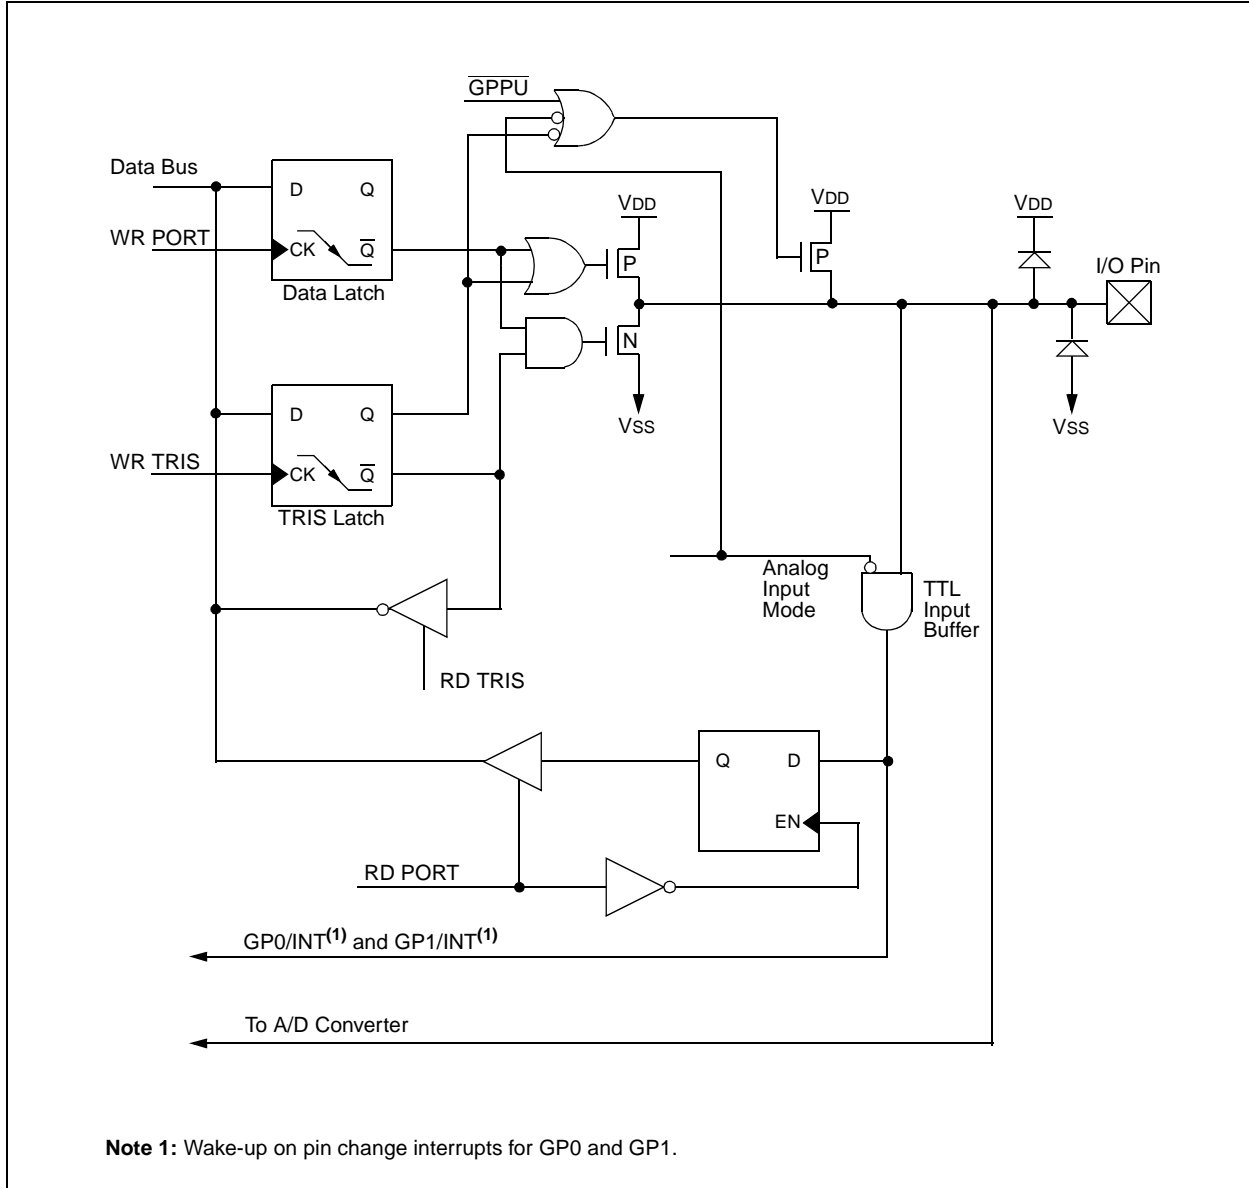 GPPU
Data Bus
D Q
VDD
VDD
VDD
WR PORT
CK Q
P
P
I/O Pin
Data Latch
N
D Q
VSS
VSS
WR TRIS
CK Q
TRIS Latch
Analog
Input
Mode
TTL
Input
Buffer
RD TRIS
Q D
EN
RD PORT
GP0/INT(1) and GP1/INT(1)
To A/D Converter
Note 1: Wake-up on pin change interrupts for GP0 and GP1.